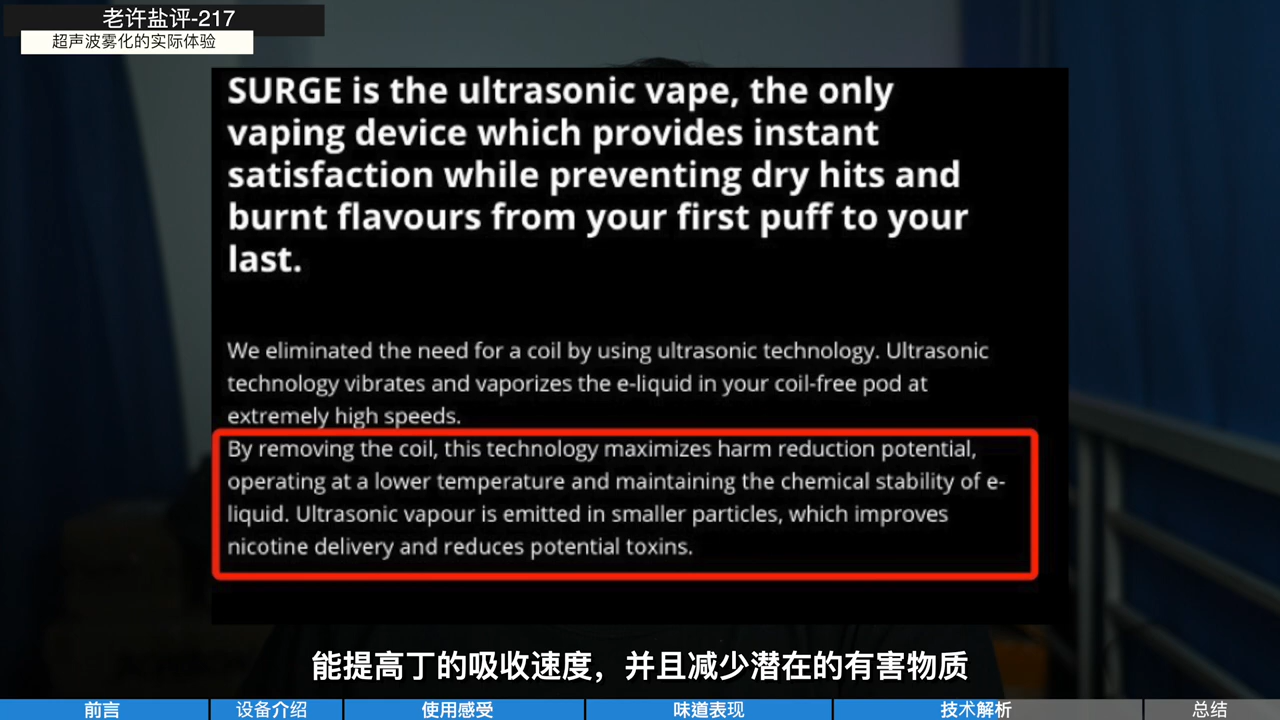 老许盐评-217
超声波雾化的实际体验
SURGE is the ultrasonic vape, the only
vaping device which provides instant
satisfaction while preventing dry hits and
burnt flavours from your first puff to your
last.
We eliminated the need for a coil by using ultrasonic technology. Ultrasonic
technology vibrates and vaporizes the e-liquid in your coil-free pod at
extremely high speeds.
By removing the coil, this technology maximizes harm reduction potential,
operating at a lower temperature and maintaining the chemical stability of e-
liquid. Ultrasonic vapour is emitted in smaller particles, which improves
nicotine delivery and reduces potential toxins.
能提高丁的吸收速度，并且减少潜在的有害物质
前言
设备介绍
使用感受
味道表现
技术解析
总结